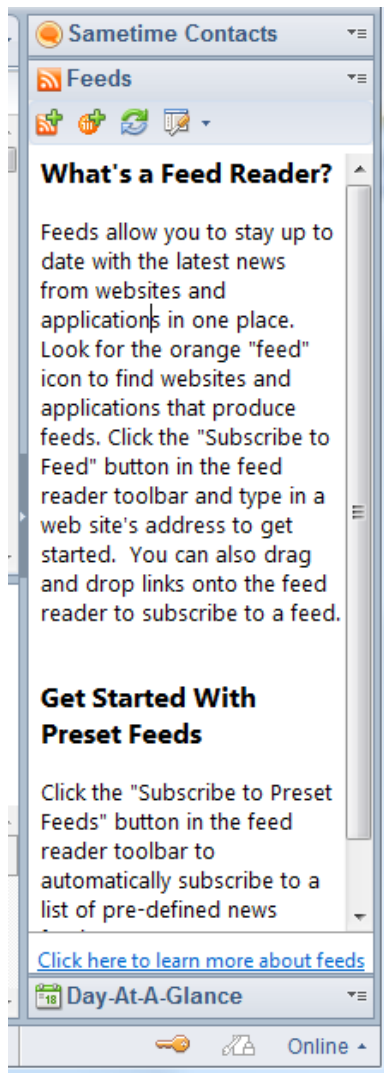 Sametime Contacts
Feeds
What's a Feed Reader?
Feeds allow you to stay up to
date with the latest news
from websites and
applications in one place.
Look for the orange "feed"
icon to find websites and
applications that produce
feeds. Click the "Subscribe to
Feed" button in the feed
reader toolbar and type in a
web site's address to get
started.  You can also drag
and drop links onto the feed
reader to subscribe to a feed.
Get Started With
Preset Feeds
Click the "Subscribe to Preset
Feeds" button in the feed
reader toolbar to
automatically subscribe to a
list of pre-defined news
Click here to learn more about feeds
18
Day-At-A-Glance
Online